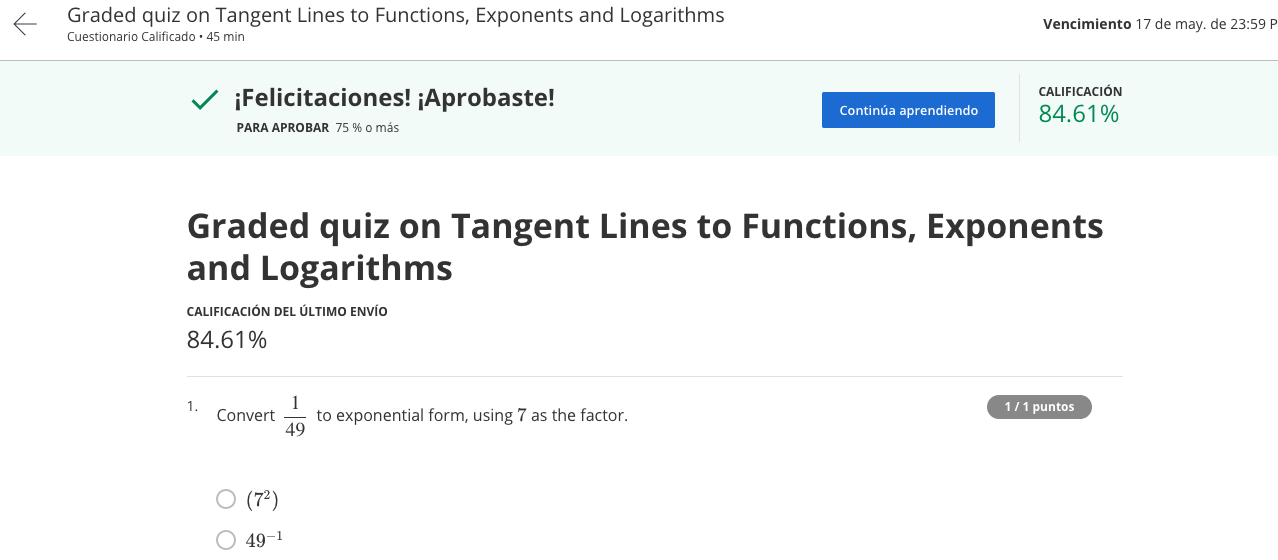 Graded quiz on Tangent Lines to Functions, Exponents and Logarithms
Cuestionario Calificado • 45 min
Vencimiento 17 de may. de 23:59 P
¡Felicitaciones! ¡Aprobaste!
PARA APROBAR 75 % o más
Continúa aprendiendo
CALIFICACIÓN
84.61%
Graded quiz on Tangent Lines to Functions, Exponents
and Logarithms
CALIFICACIÓN DEL ÚLTIMO ENVÍO
84.61%
1. Convert 1/49 to exponential form, using 7 as the factor.
1 / 1 puntos
(7²)
49⁻¹